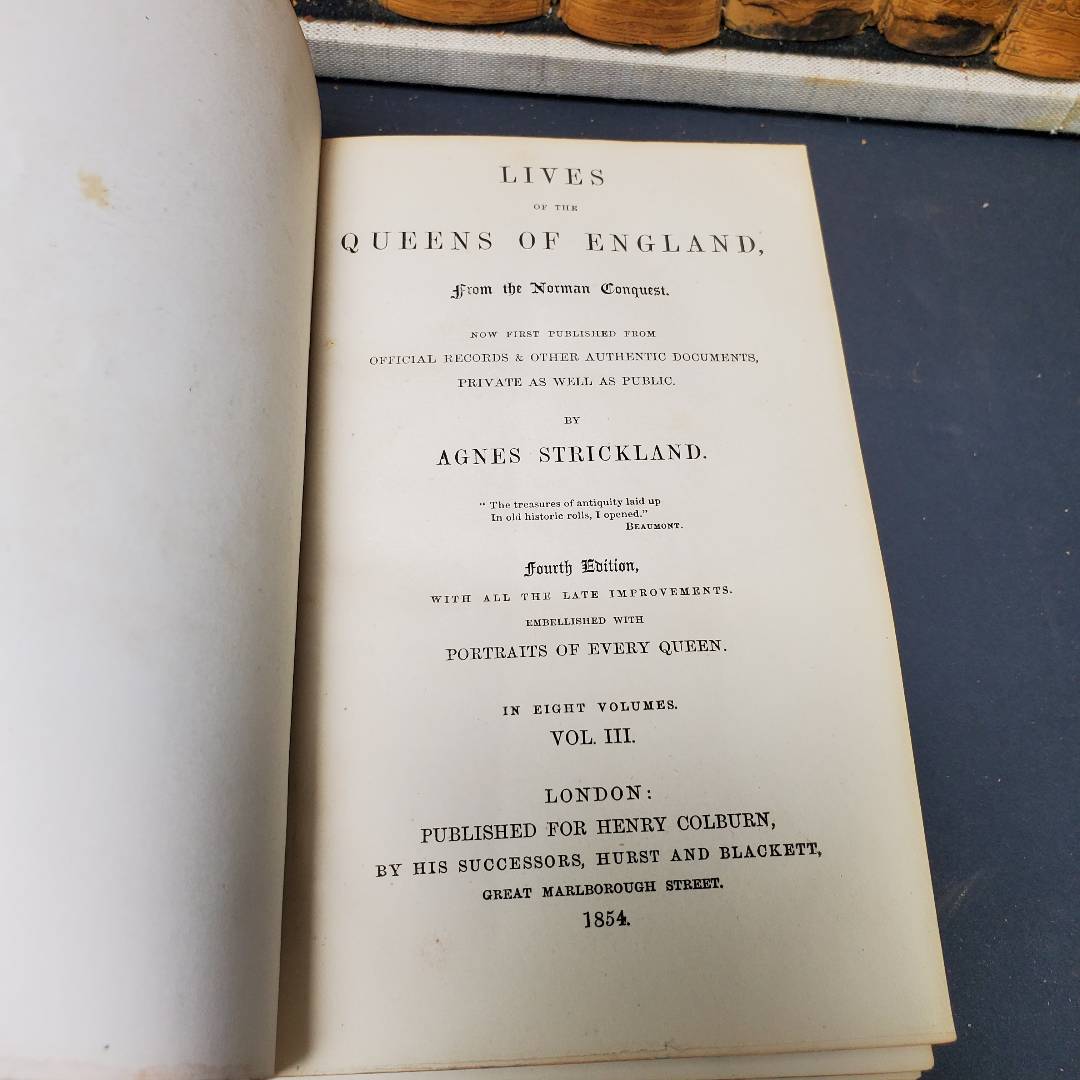 LIVES
OF THE
QUEENS OF ENGLAND,
From the Norman Conquest.
NOW FIRST PUBLISHED FROM
OFFICIAL RECORDS & OTHER AUTHENTIC DOCUMENTS,
PRIVATE AS WELL AS PUBLIC.
BY
AGNES STRICKLAND.
“ The treasures of antiquity laid up
In old historic rolls, I opened.”
BEAUMONT.
Fourth Edition,
WITH ALL THE LATE IMPROVEMENTS.
EMBELLISHED WITH
PORTRAITS OF EVERY QUEEN.
IN EIGHT VOLUMES.
VOL. III.
LONDON:
PUBLISHED FOR HENRY COLBURN,
BY HIS SUCCESSORS, HURST AND BLACKETT,
GREAT MARLBOROUGH STREET.
1854.